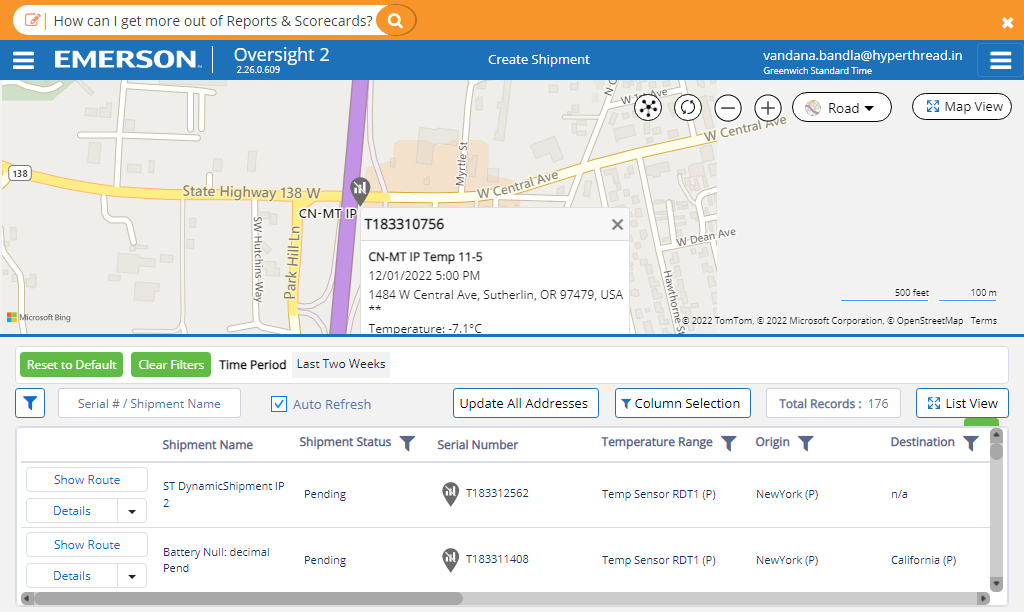 How can I get more out of Reports & Scorecards?
EMERSON
Oversight 2
2.26.0.609
Create Shipment
vandana.bandla@hyperthread.in
Greenwich Standard Time
W 1st Ave
Road
Map View
W Central Ave
138
State Highway 138 W
Myrtle St
W Central Ave
CN-MT IP
SW Hutchins Way
Park Hill Ln
W Dean Ave
Hawthorne St
T183310756
CN-MT IP Temp 11-5
12/01/2022 5:00 PM
1484 W Central Ave, Sutherlin, OR 97479, USA
**
Temperature: -7.1°C
500 feet
100 m
Microsoft Bing
© 2022 TomTom, © 2022 Microsoft Corporation, © OpenStreetMap Terms
Reset to Default
Clear Filters
Time Period
Last Two Weeks
Serial # / Shipment Name
Auto Refresh
Update All Addresses
Column Selection
Total Records : 176
List View
Shipment Name
Shipment Status
Serial Number
Temperature Range
Origin
Destination
Show Route
Details
ST DynamicShipment IP
2
Pending
T183312562
Temp Sensor RDT1 (P)
NewYork (P)
n/a
Show Route
Details
Battery Null: decimal
Pend
Pending
T183311408
Temp Sensor RDT1 (P)
NewYork (P)
California (P)